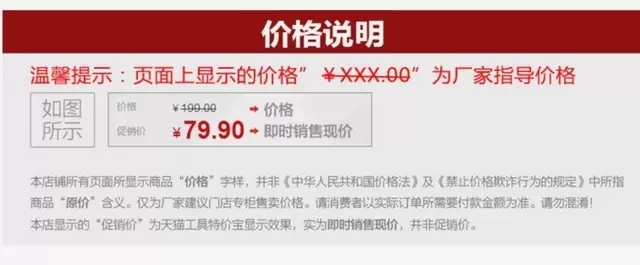 价格说明
温馨提示：页面上显示的价格”￥XXX.00”为厂家指导价格
如图
所示
价格 ￥199.00 → 价格
促销价 ￥79.90 → 即时销售现价
本店铺所有页面所显示商品“价格”字样，并非《中华人民共和国价格法》及《禁止价格欺诈行为的规定》中所指
商品“原价”含义。仅为厂家建议门店专柜售卖价格。请消费者以实际订单所需要付款金额为准。请勿混淆！
本店显示的“促销价”为天猫工具特价宝显示效果，实为即时销售现价，并非促销价。